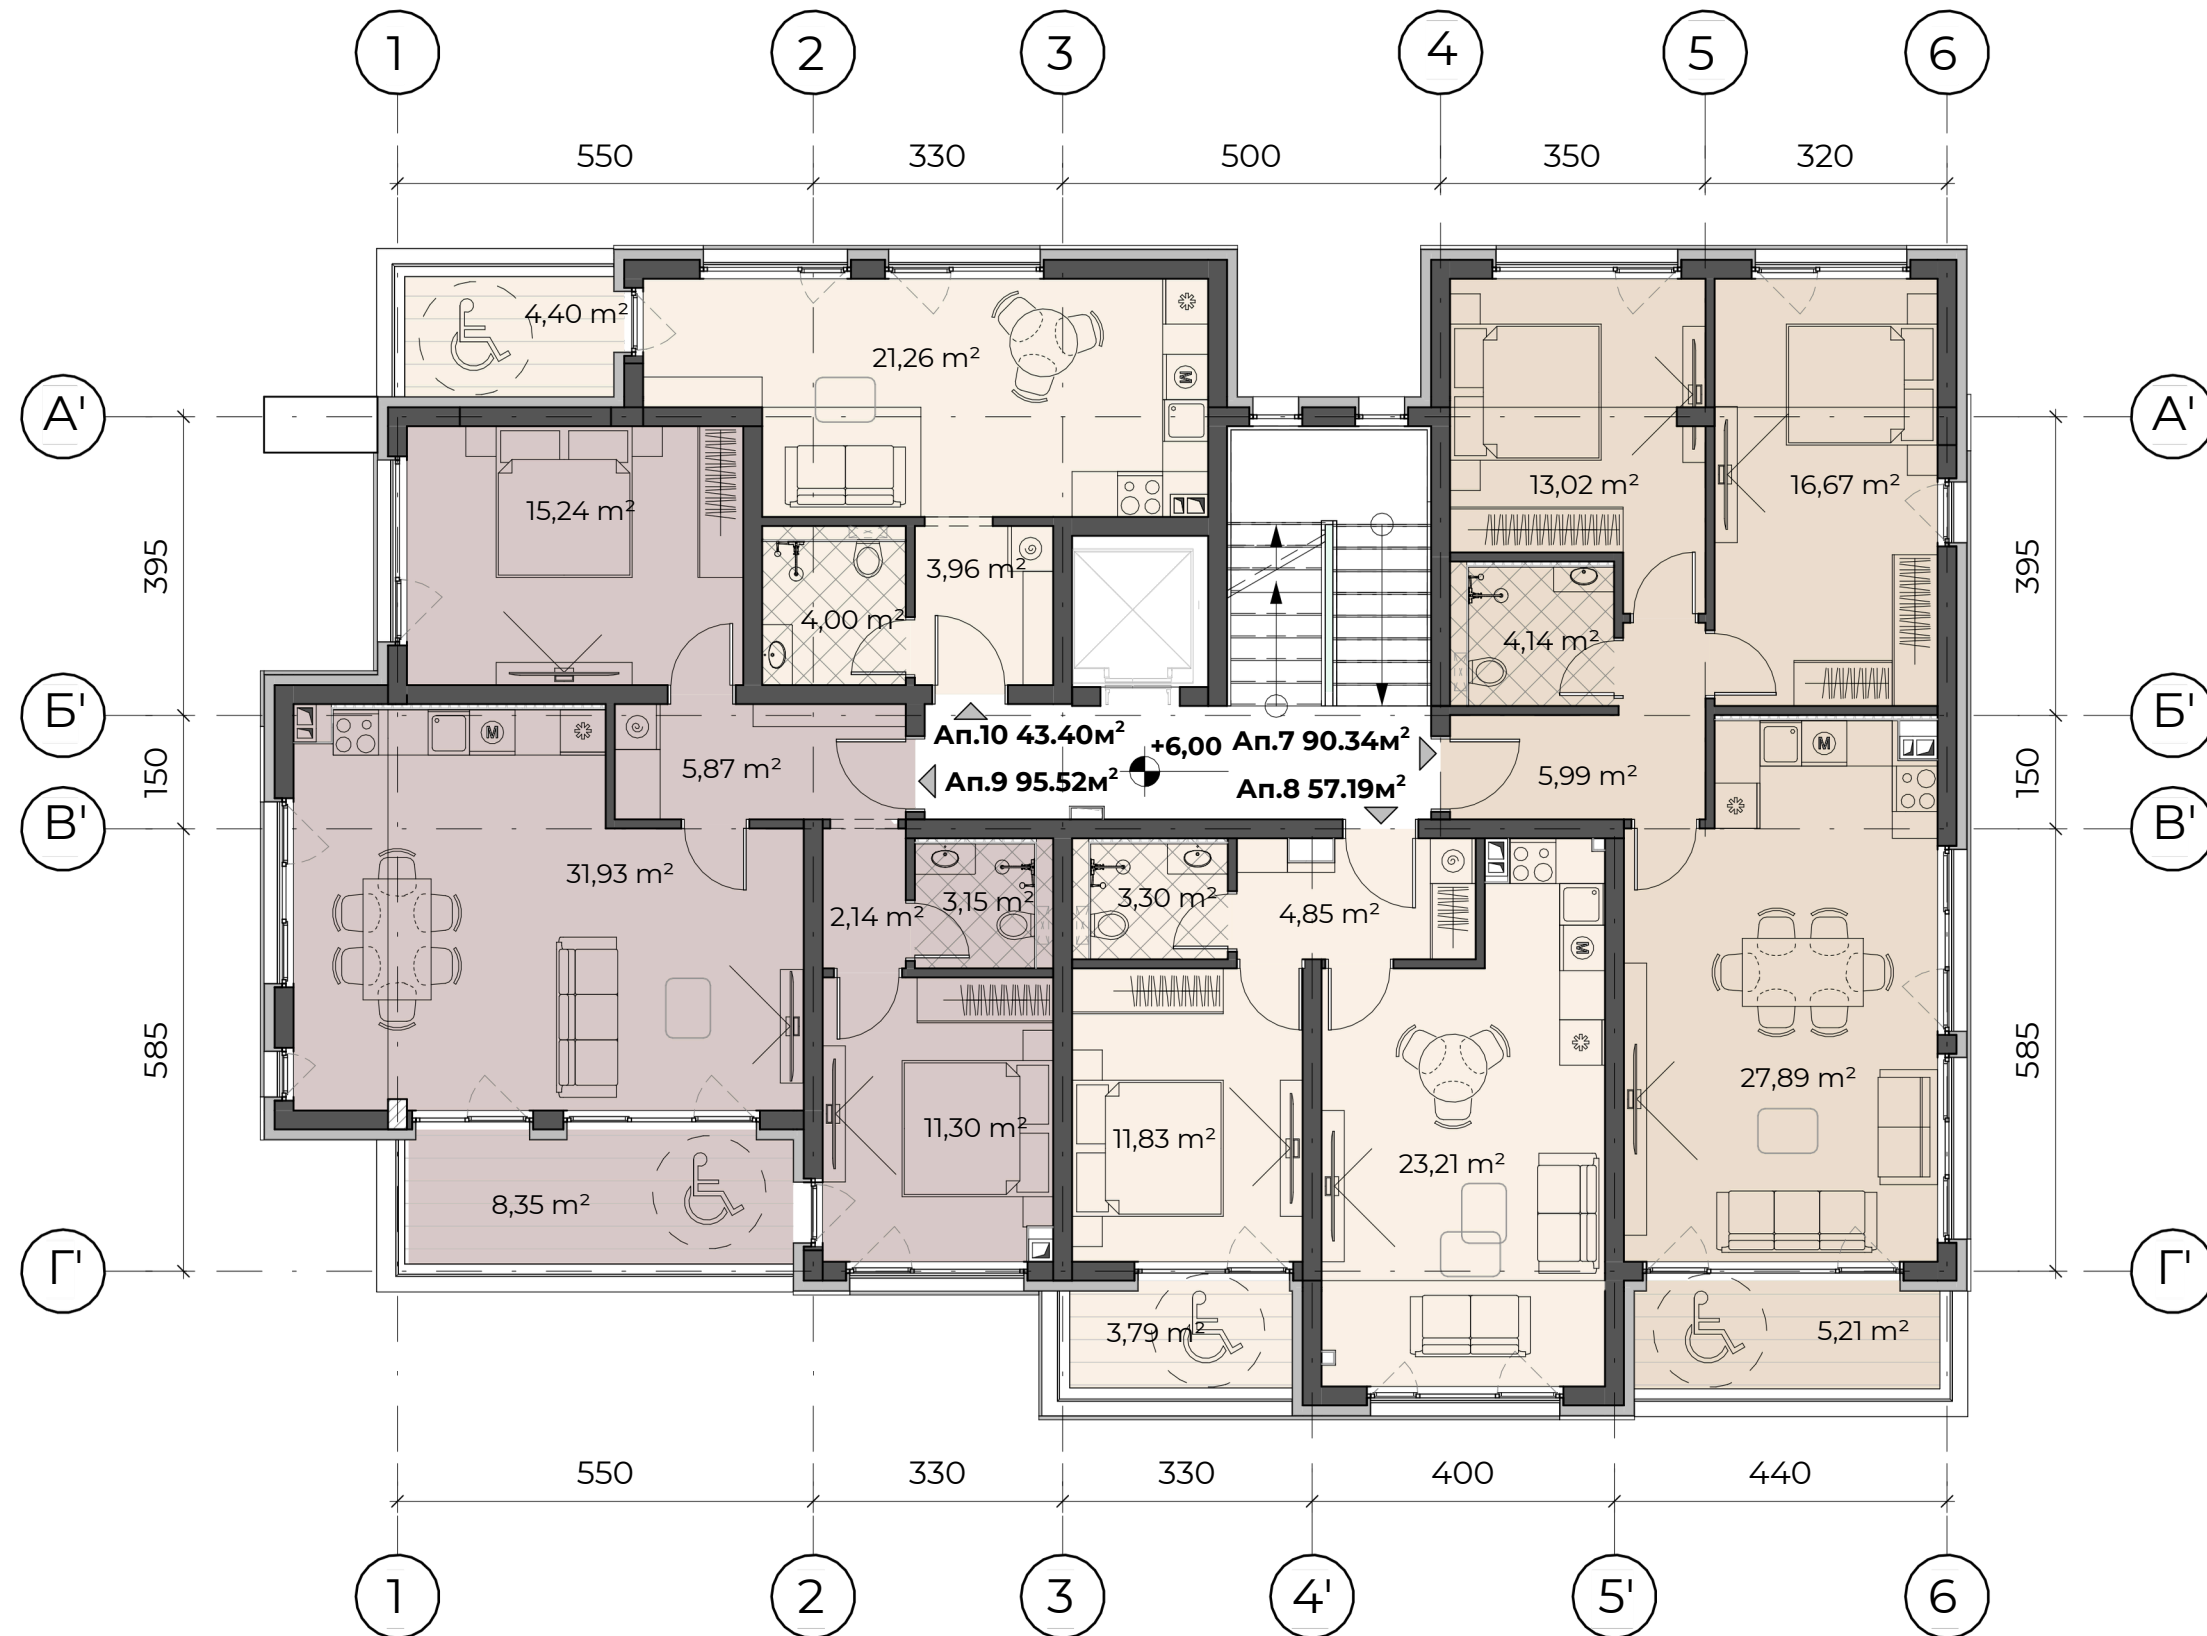 1 2 3 4 5 6
550 330 500 350 320
4,40 m²
21,26 m²
А' А'
13,02 m² 16,67 m²
15,24 m²
М
395 395
3,96 m²
4,00 m²
4,14 m²
Б' Б'
Ап.10 43.40м² +6,00 Ап.7 90.34м²
М М
150 5,87 m² 5,99 m² 150
Ап.9 95.52м² Ап.8 57.19м²
В' В'
31,93 m²
3,15 m² 3,30 m²
2,14 m² 4,85 m²
М
585 585
27,89 m²
11,30 m² 11,83 m²
23,21 m²
8,35 m²
Г' Г'
3,79 m² 5,21 m²
550 330 330 400 440
1 2 3 4' 5' 6